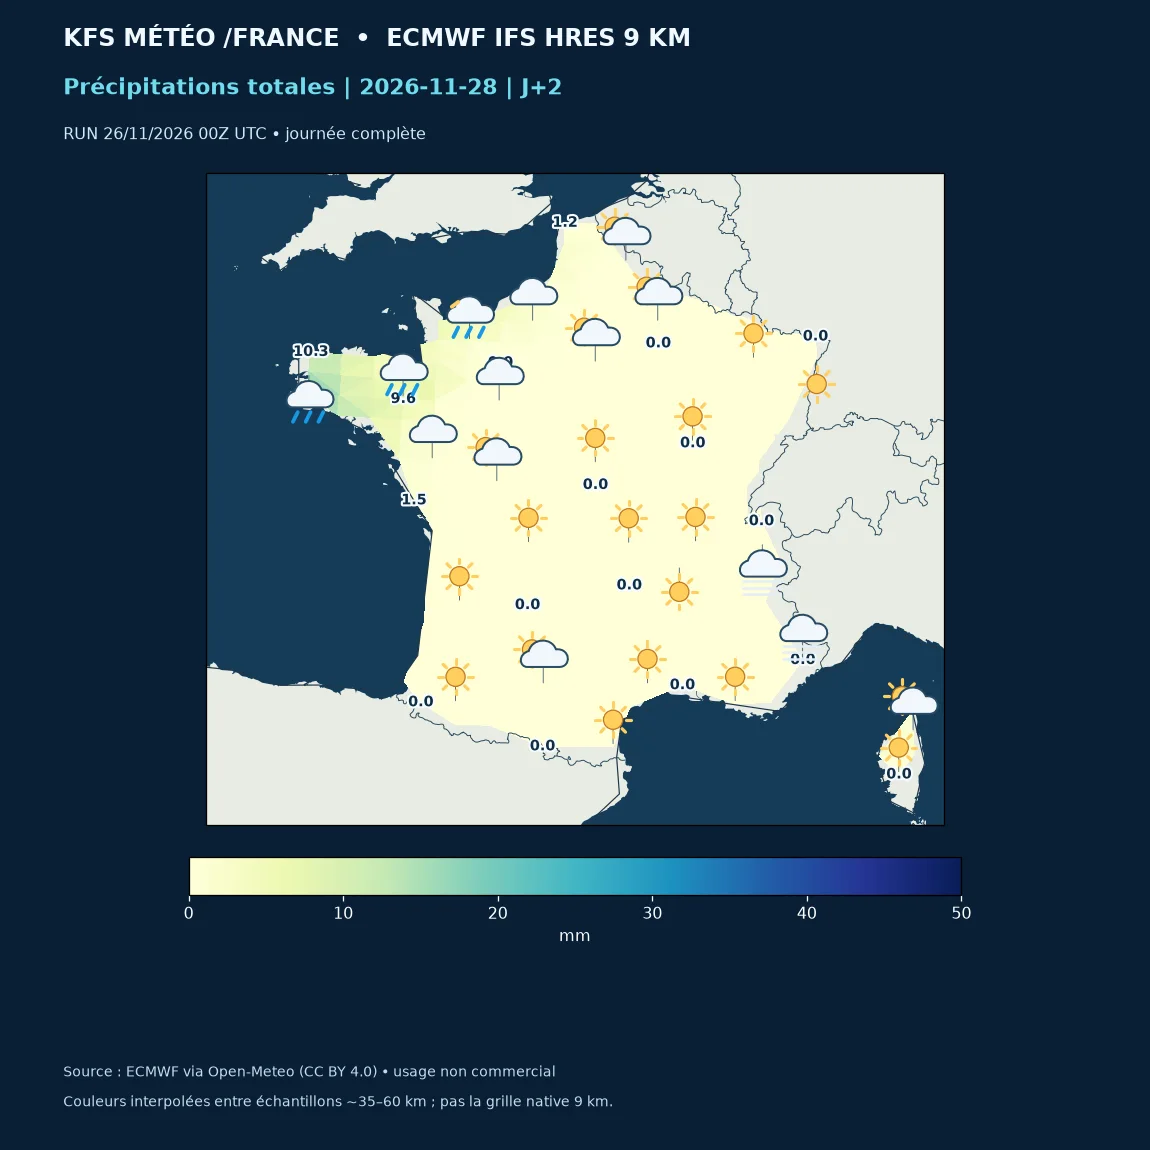 KFS MÉTÉO /FRANCE • ECMWF IFS HRES 9 KM
Précipitations totales | 2026-11-28 | J+2
RUN 26/11/2026 00Z UTC • journée complète
1.2
0.0
0.0
10.3
9.6
0.0
0.0
1.5
0.0
0.0
0.0
0.0
0.0
0.0
0.0
0.0
0 10 20 30 40 50
mm
Source : ECMWF via Open-Meteo (CC BY 4.0) • usage non commercial
Couleurs interpolées entre échantillons ~35–60 km ; pas la grille native 9 km.